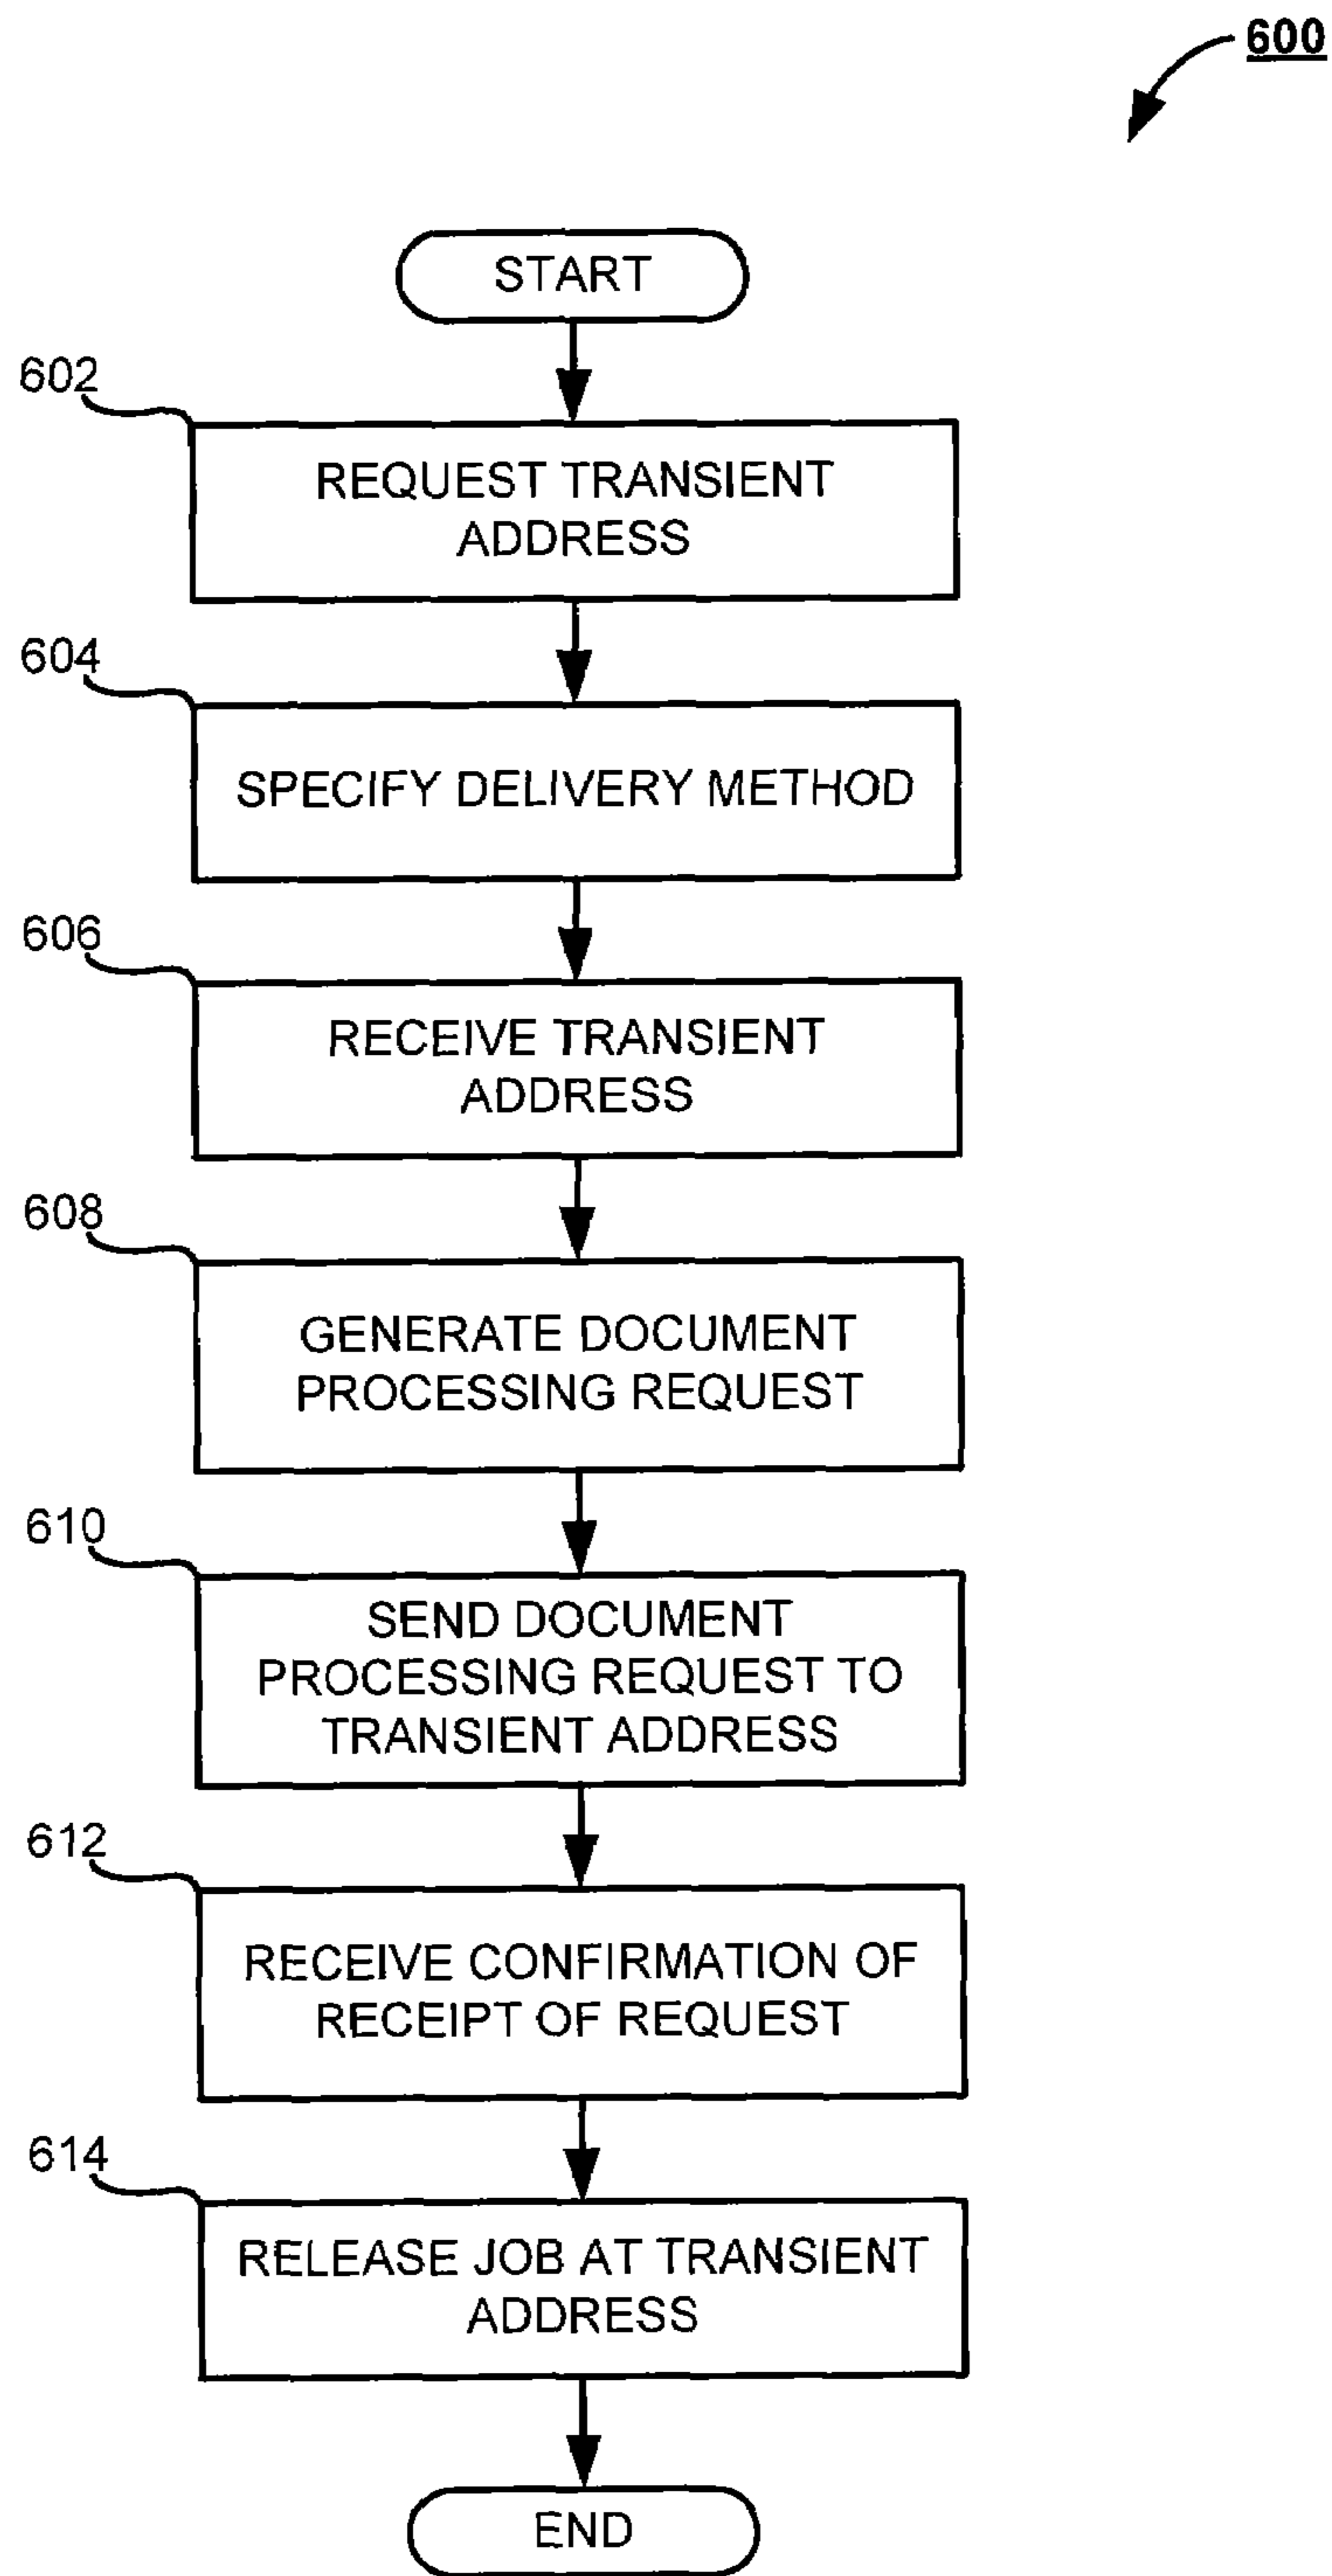 600
START
602
REQUEST TRANSIENT
ADDRESS
604
SPECIFY DELIVERY METHOD
606
RECEIVE TRANSIENT
ADDRESS
608
GENERATE DOCUMENT
PROCESSING REQUEST
610
SEND DOCUMENT
PROCESSING REQUEST TO
TRANSIENT ADDRESS
612
RECEIVE CONFIRMATION OF
RECEIPT OF REQUEST
614
RELEASE JOB AT TRANSIENT
ADDRESS
END